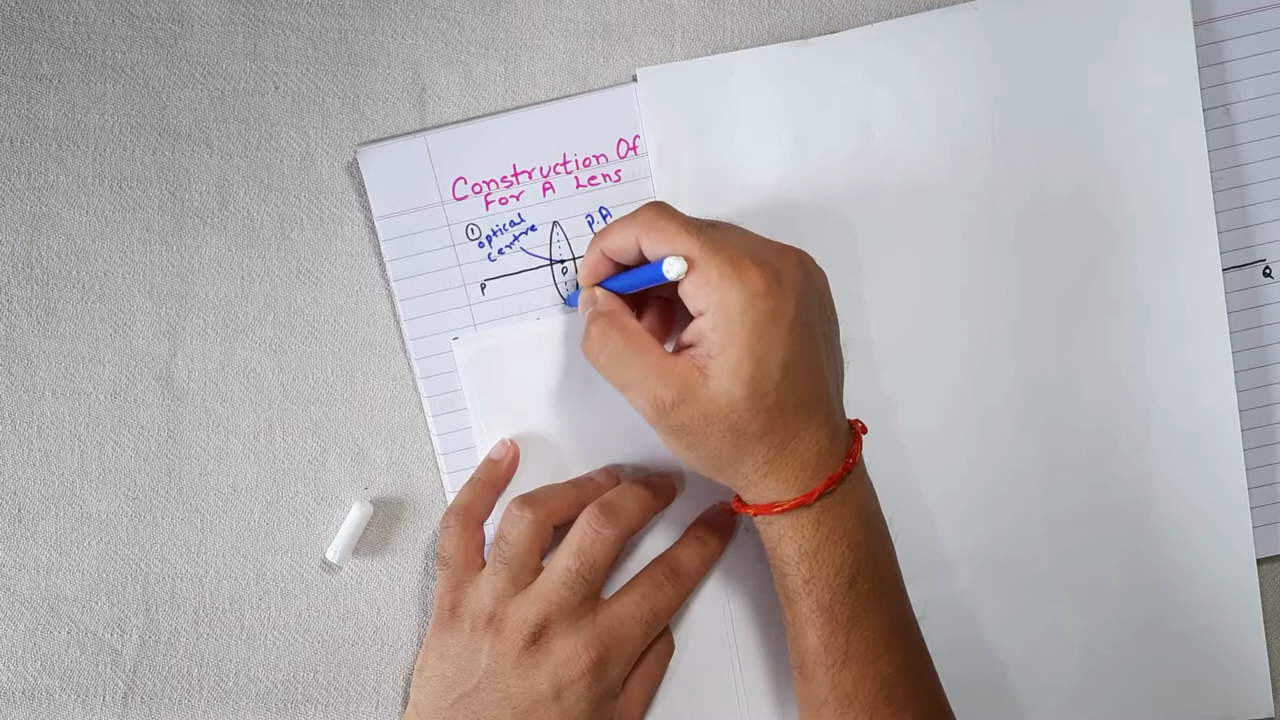 Construction Of
For A Lens
①
optical
centre
P.A
O
P
Q